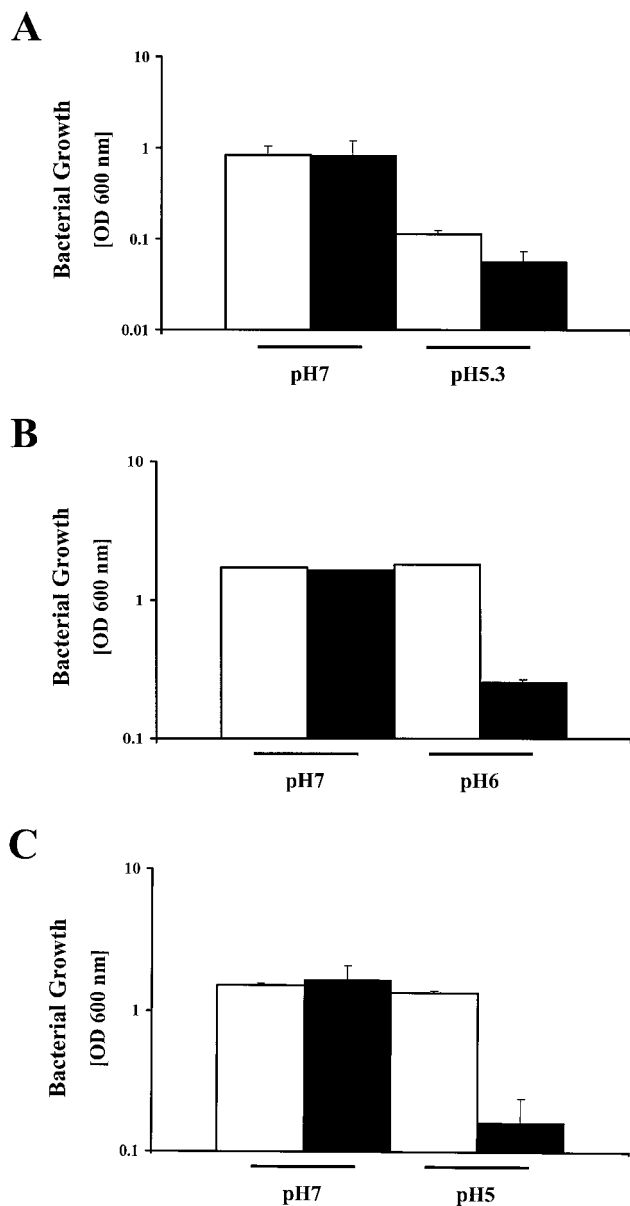 A
Bacterial Growth
[OD 600 nm]
10
1
0.1
0.01
pH7
pH5.3
B
Bacterial Growth
[OD 600 nm]
10
1
0.1
pH7
pH6
C
Bacterial Growth
[OD 600 nm]
10
1
0.1
pH7
pH5